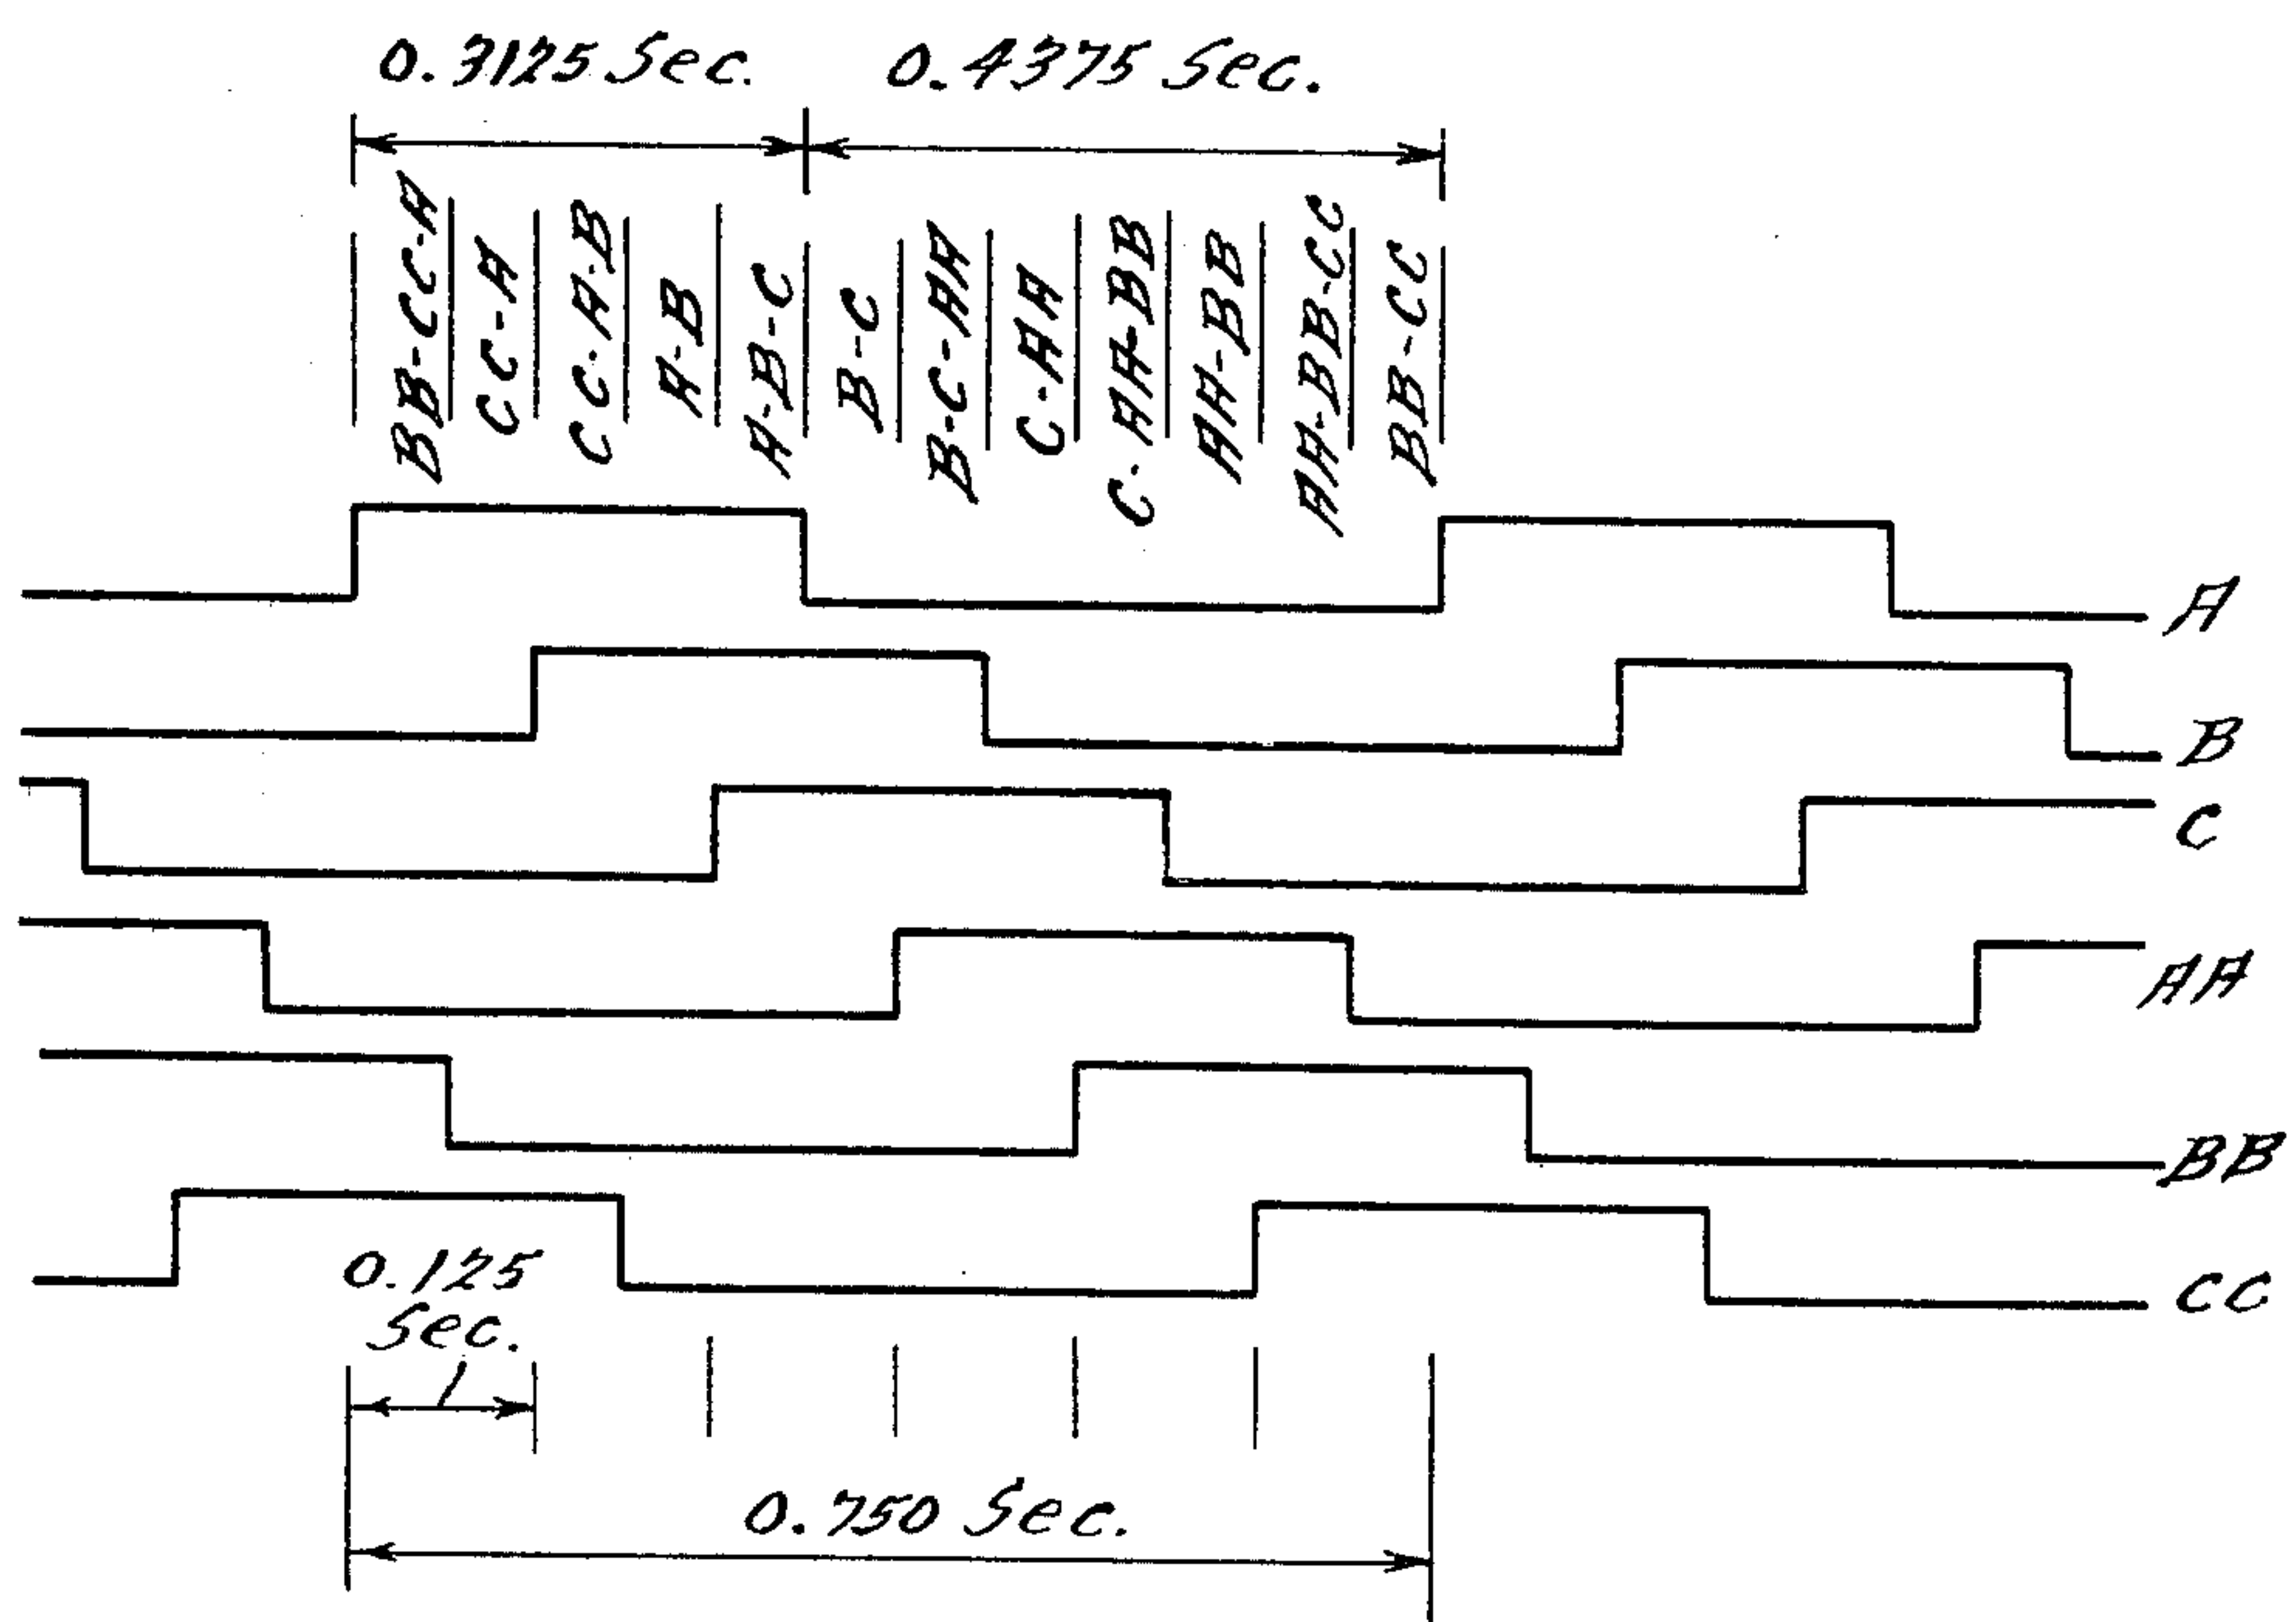 0.3125 Sec.
0.4375 Sec.
BB-CC-A
CC-A
CC-A-B
A-B
A-B-C
B-C
B-C-AA
C-AA
C-AA-BB
AA-BB
AA-BB-CC
BB-CC
A
B
C
AA
BB
CC
0.125
Sec.
0.750 Sec.